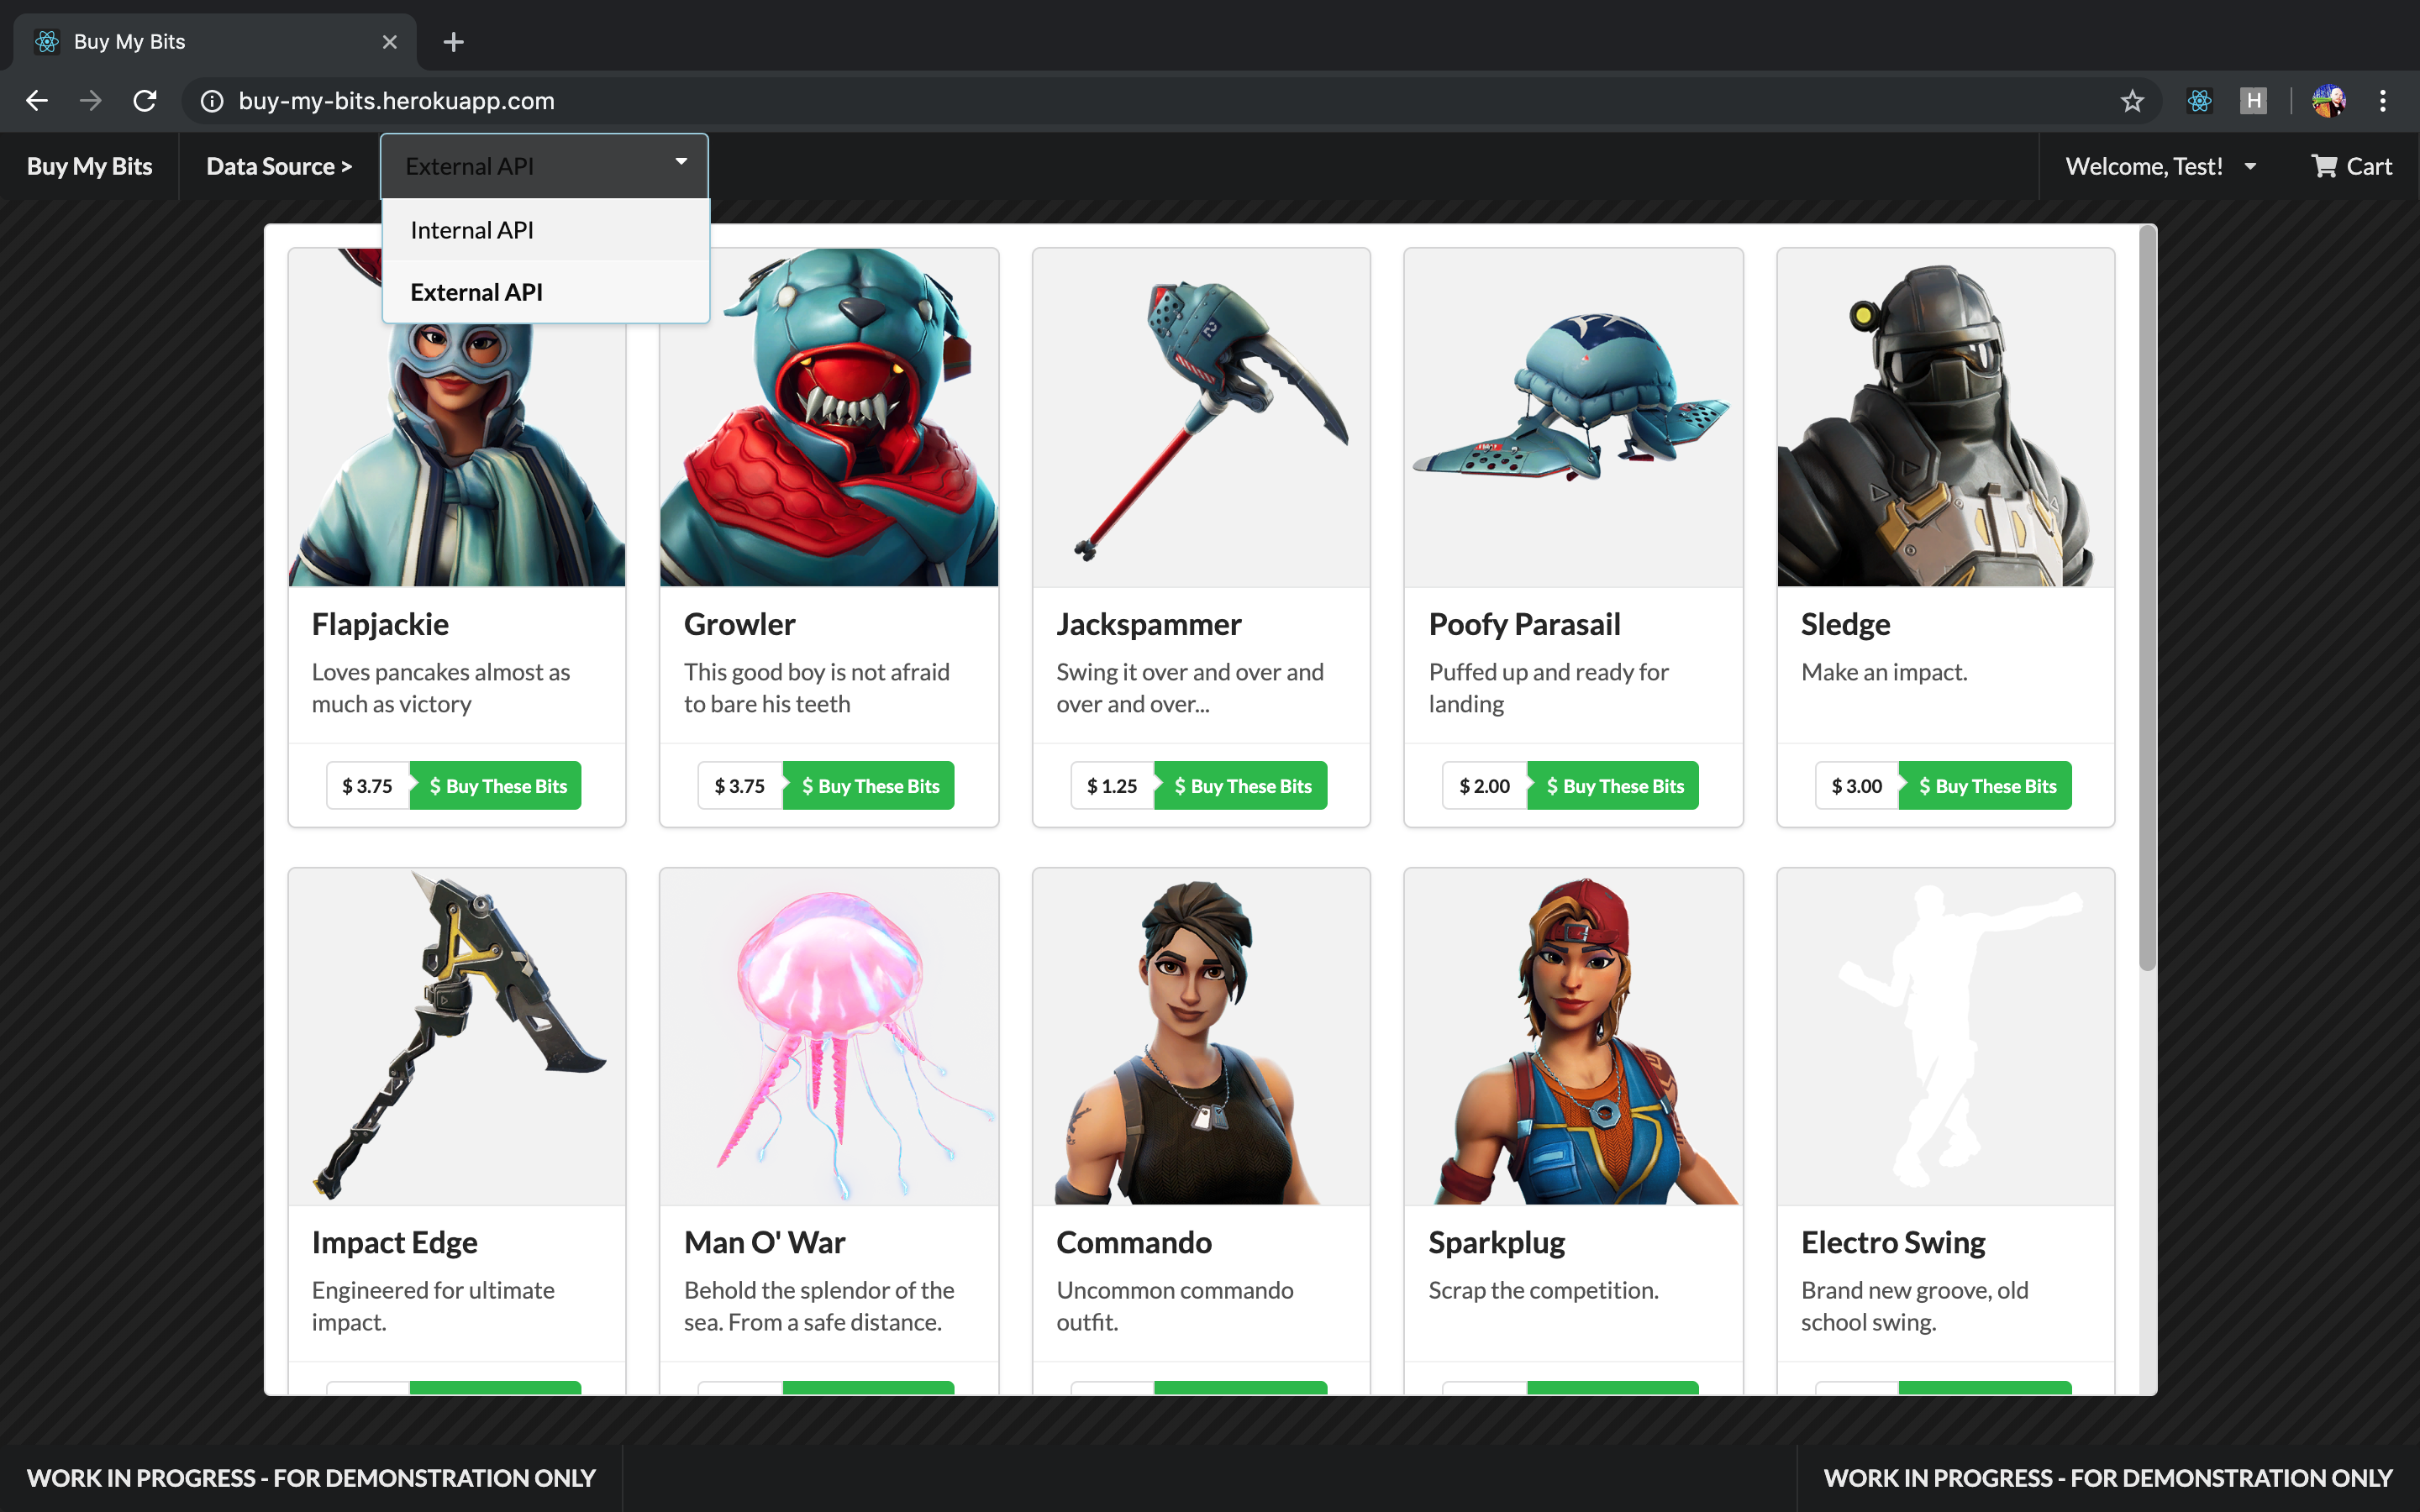 Buy My Bits
buy-my-bits.herokuapp.com
H
Buy My Bits
Data Source >
External API
Welcome, Test!
Cart
Internal API
External API
Flapjackie
Loves pancakes almost as
much as victory
$ 3.75
$ Buy These Bits
Growler
This good boy is not afraid
to bare his teeth
$ 3.75
$ Buy These Bits
Jackspammer
Swing it over and over and
over and over...
$ 1.25
$ Buy These Bits
Poofy Parasail
Puffed up and ready for
landing
$ 2.00
$ Buy These Bits
Sledge
Make an impact.
$ 3.00
$ Buy These Bits
Impact Edge
Engineered for ultimate
impact.
Man O' War
Behold the splendor of the
sea. From a safe distance.
Commando
Uncommon commando
outfit.
Sparkplug
Scrap the competition.
Electro Swing
Brand new groove, old
school swing.
WORK IN PROGRESS - FOR DEMONSTRATION ONLY
WORK IN PROGRESS - FOR DEMONSTRATION ONLY